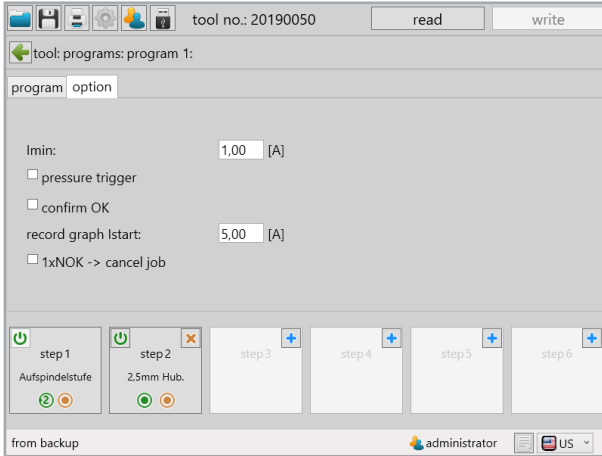 tool no.: 20190050 read write
tool: programs: program 1:
program option
Imin: 1,00 [A]
pressure trigger
confirm OK
record graph Istart: 5,00 [A]
1xNOK -> cancel job
step 1 step 2 step 3 step 4 step 5 step 6
Aufspindelstufe 2,5mm Hub.
2
from backup administrator US